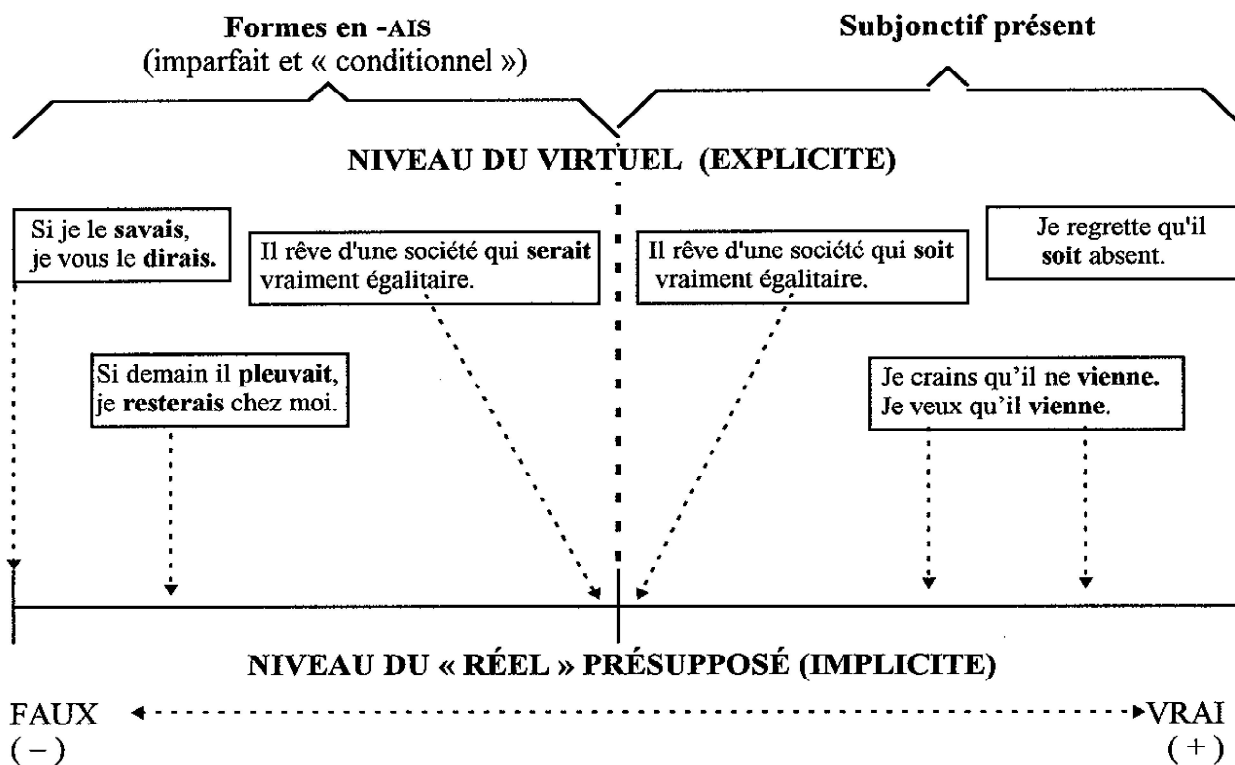 Formes en -AIS
(imparfait et « conditionnel »)
Subjonctif présent
NIVEAU DU VIRTUEL (EXPLICITE)
Si je le savais,
je vous le dirais.
Il rêve d'une société qui serait
vraiment égalitaire.
Il rêve d'une société qui soit
vraiment égalitaire.
Je regrette qu'il
soit absent.
Si demain il pleuvait,
je resterais chez moi.
Je crains qu’il ne vienne.
Je veux qu’il vienne.
NIVEAU DU « RÉEL » PRÉSUPPOSÉ (IMPLICITE)
FAUX
VRAI
( – )
( + )